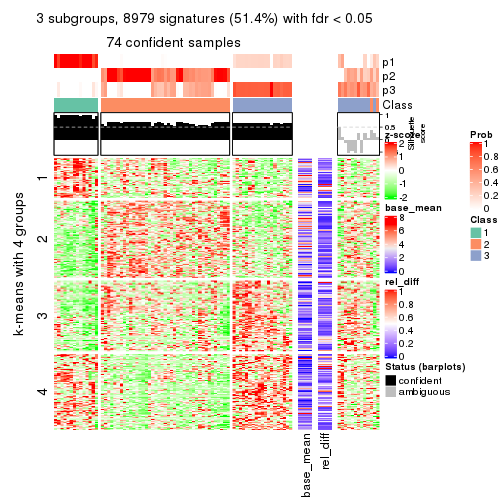 3 subgroups, 8979 signatures (51.4%) with fdr < 0.05
74 confident samples
p1
p2
p3
Class
1
0.5
0
Silhouette
score
k-means with 4 groups
1
2
3
4
base_mean
rel_diff
z-score
2
1
0
-1
-2
base_mean
8
6
4
2
0
rel_diff
1
0.8
0.6
0.4
0.2
0
Status (barplots)
confident
ambiguous
Prob
1
0.8
0.6
0.4
0.2
0
Class
1
2
3